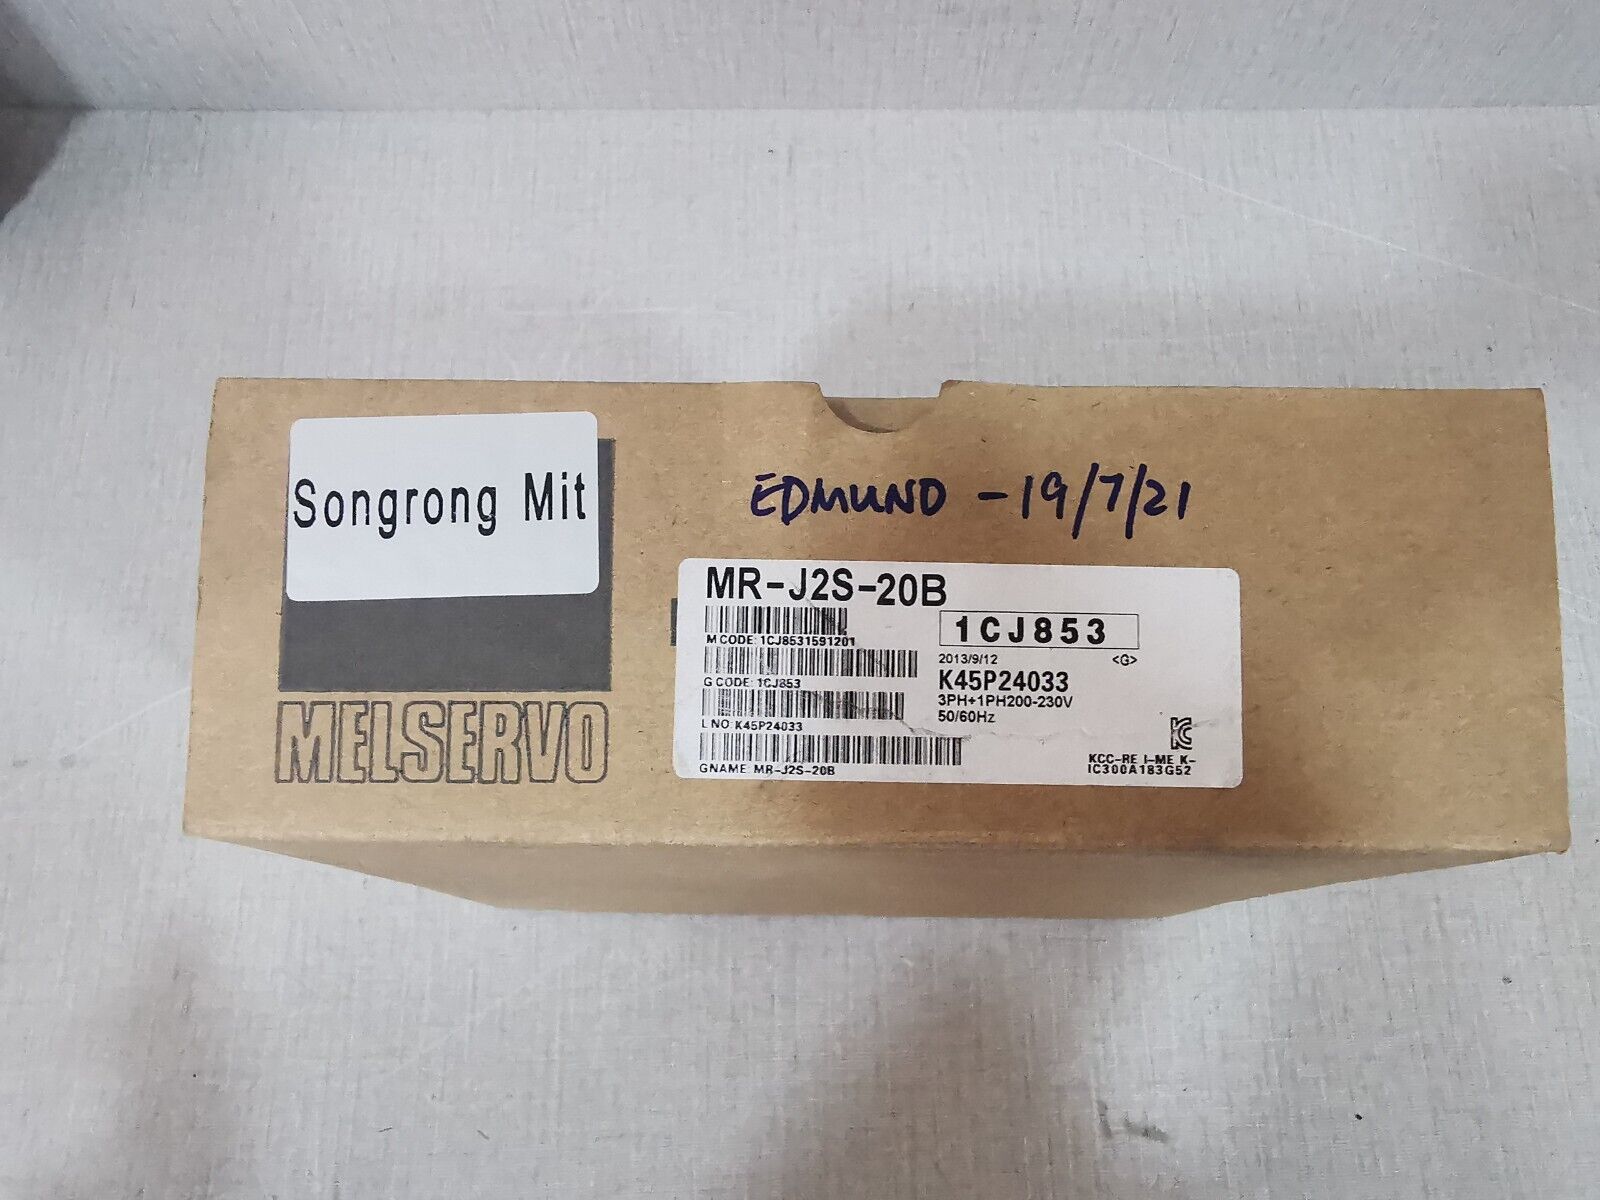 Songrong Mit
EDMUND - 19/7/21
MELSERVO
MR-J2S-20B
M CODE: 1CJ8531591201
G CODE: 1CJ853
L NO: K45P24033
GNAME: MR-J2S-20B
1CJ853
2013/9/12 <G>
K45P24033
3PH+1PH200-230V
50/60Hz
KCC-RE I-ME K-
IC300A183G52